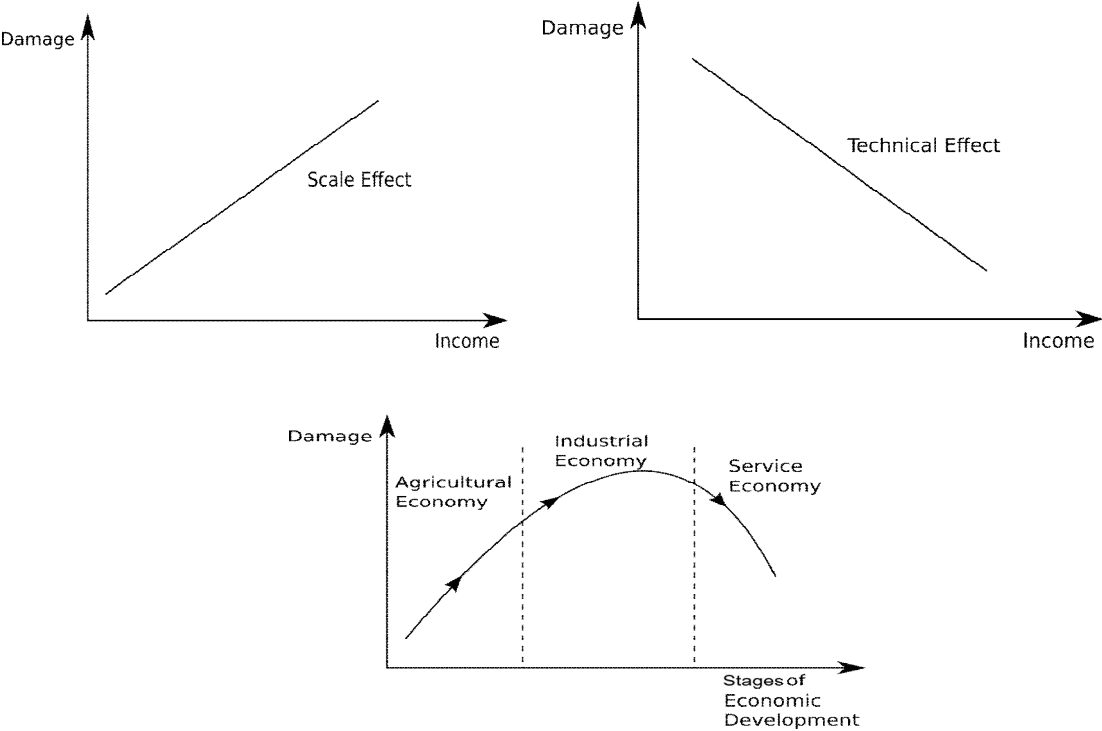 Damage
Scale Effect
Income
Damage
Technical Effect
Income
Damage
Agricultural
Economy
Industrial
Economy
Service
Economy
Stages of
Economic
Development